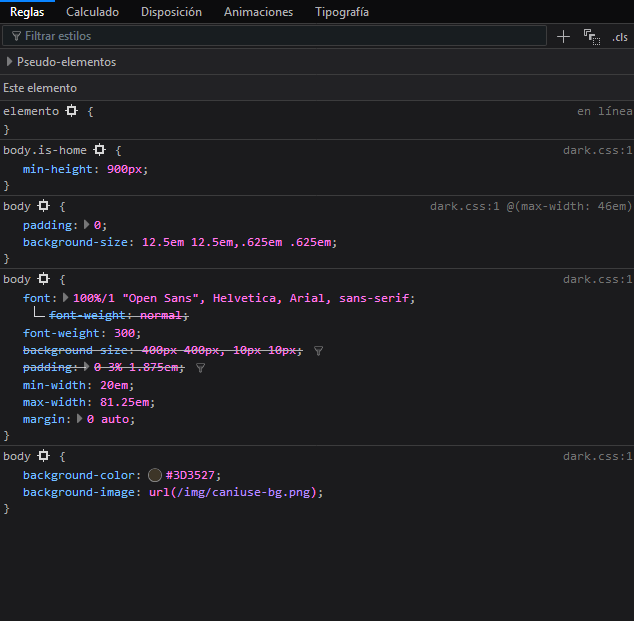 Reglas Calculado Disposición Animaciones Tipografía
Filtrar estilos .cls
Pseudo-elementos
Este elemento
elemento { en línea
}
body.is-home { dark.css:1
min-height: 900px;
}
body { dark.css:1 @(max-width: 46em)
padding: 0;
background-size: 12.5em 12.5em,.625em .625em;
}
body { dark.css:1
font: 100%/1 "Open Sans", Helvetica, Arial, sans-serif;
font-weight: normal;
font-weight: 300;
background-size: 400px 400px, 10px 10px;
padding: 0 3% 1.875em;
min-width: 20em;
max-width: 81.25em;
margin: 0 auto;
}
body { dark.css:1
background-color: #3D3527;
background-image: url(/img/caniuse-bg.png);
}